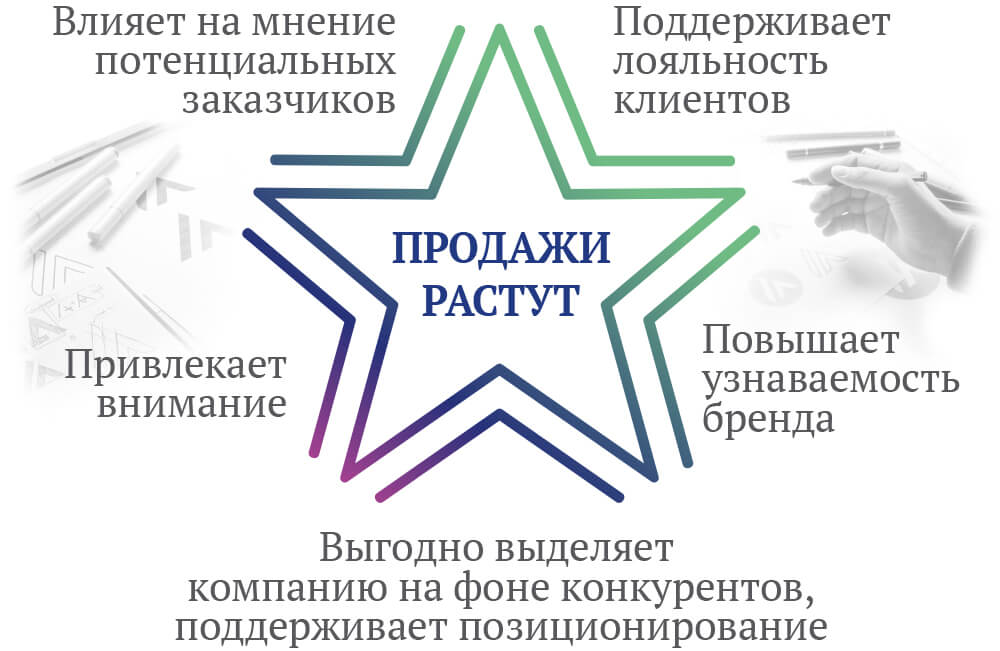 Влияет на мнение
потенциальных
заказчиков
Поддерживает
лояльность
клиентов
ПРОДАЖИ
РАСТУТ
Привлекает
внимание
Повышает
узнаваемость
бренда
Выгодно выделяет
компанию на фоне конкурентов,
поддерживает позиционирование